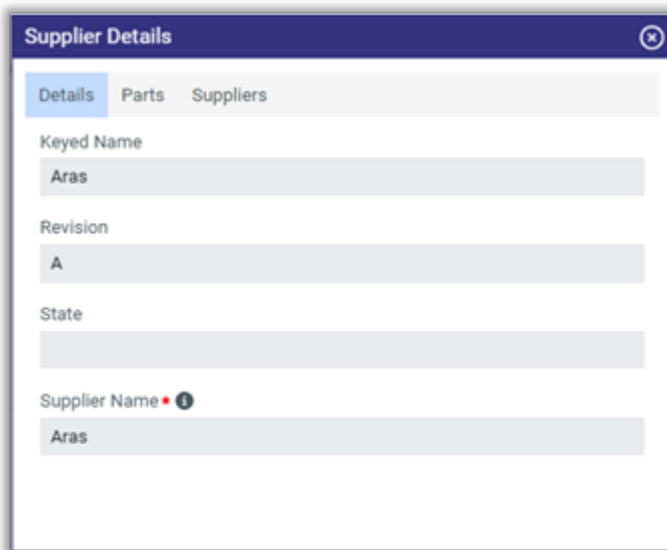 Supplier Details
Details Parts Suppliers
Keyed Name
Aras
Revision
A
State
Supplier Name *
Aras